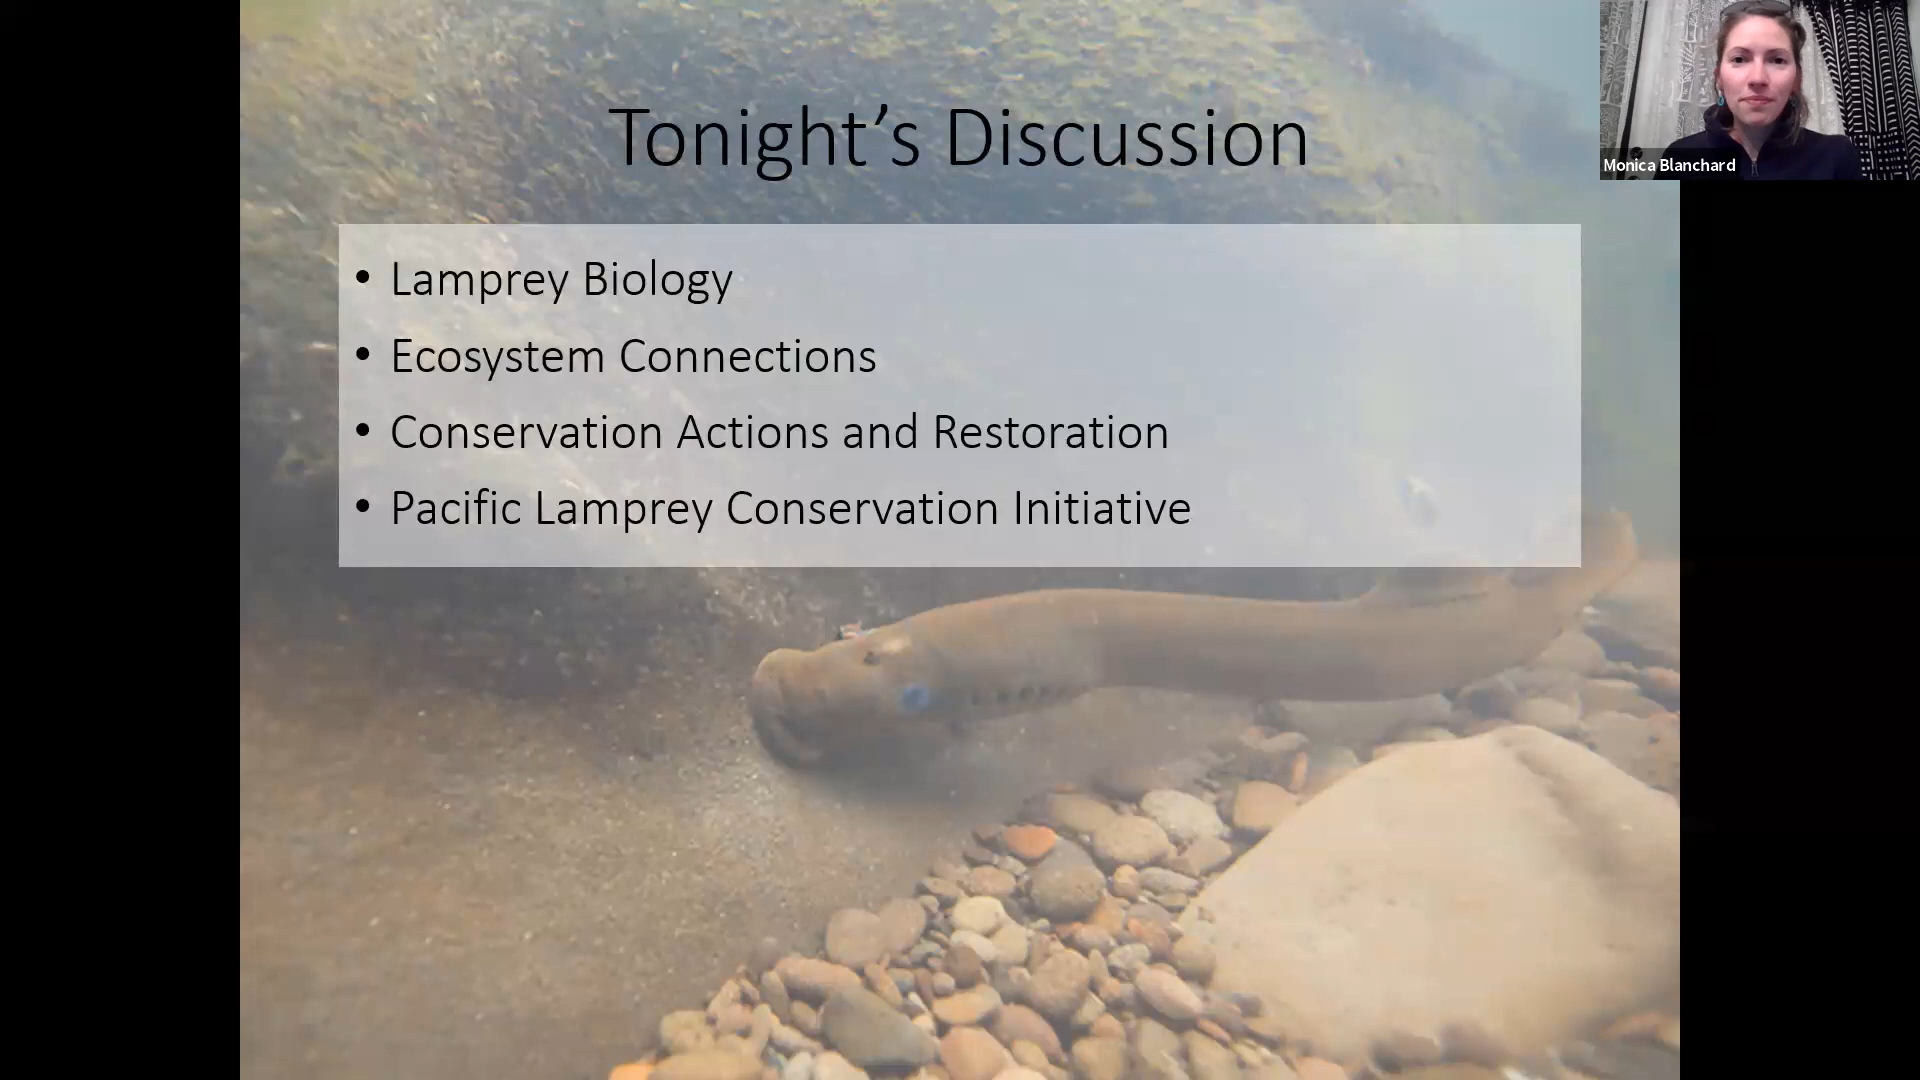 Tonight’s Discussion
• Lamprey Biology
• Ecosystem Connections
• Conservation Actions and Restoration
• Pacific Lamprey Conservation Initiative
Monica Blanchard